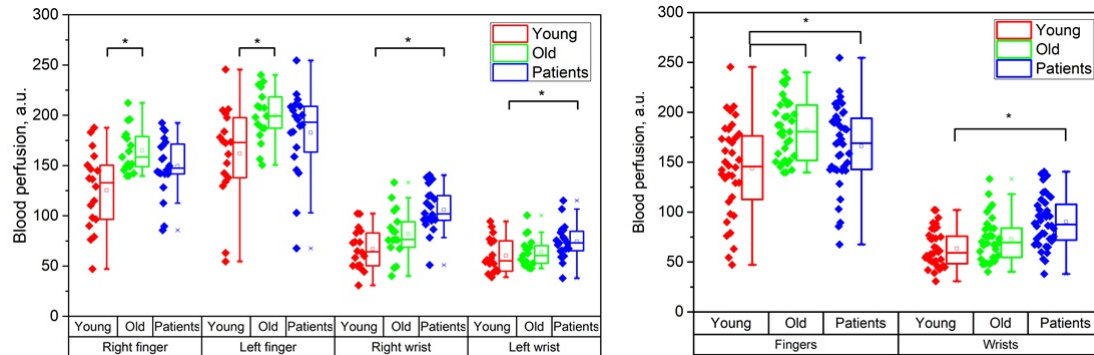 300
250
200
150
100
50
0
Blood perfusion, a.u.
* * * *
Young
Old
Patients
Young Old Patients Young Old Patients Young Old Patients Young Old Patients
Right finger Left finger Right wrist Left wrist
300
250
200
150
100
50
0
Blood perfusion, a.u.
* *
Young
Old
Patients
Young Old Patients Young Old Patients
Fingers Wrists